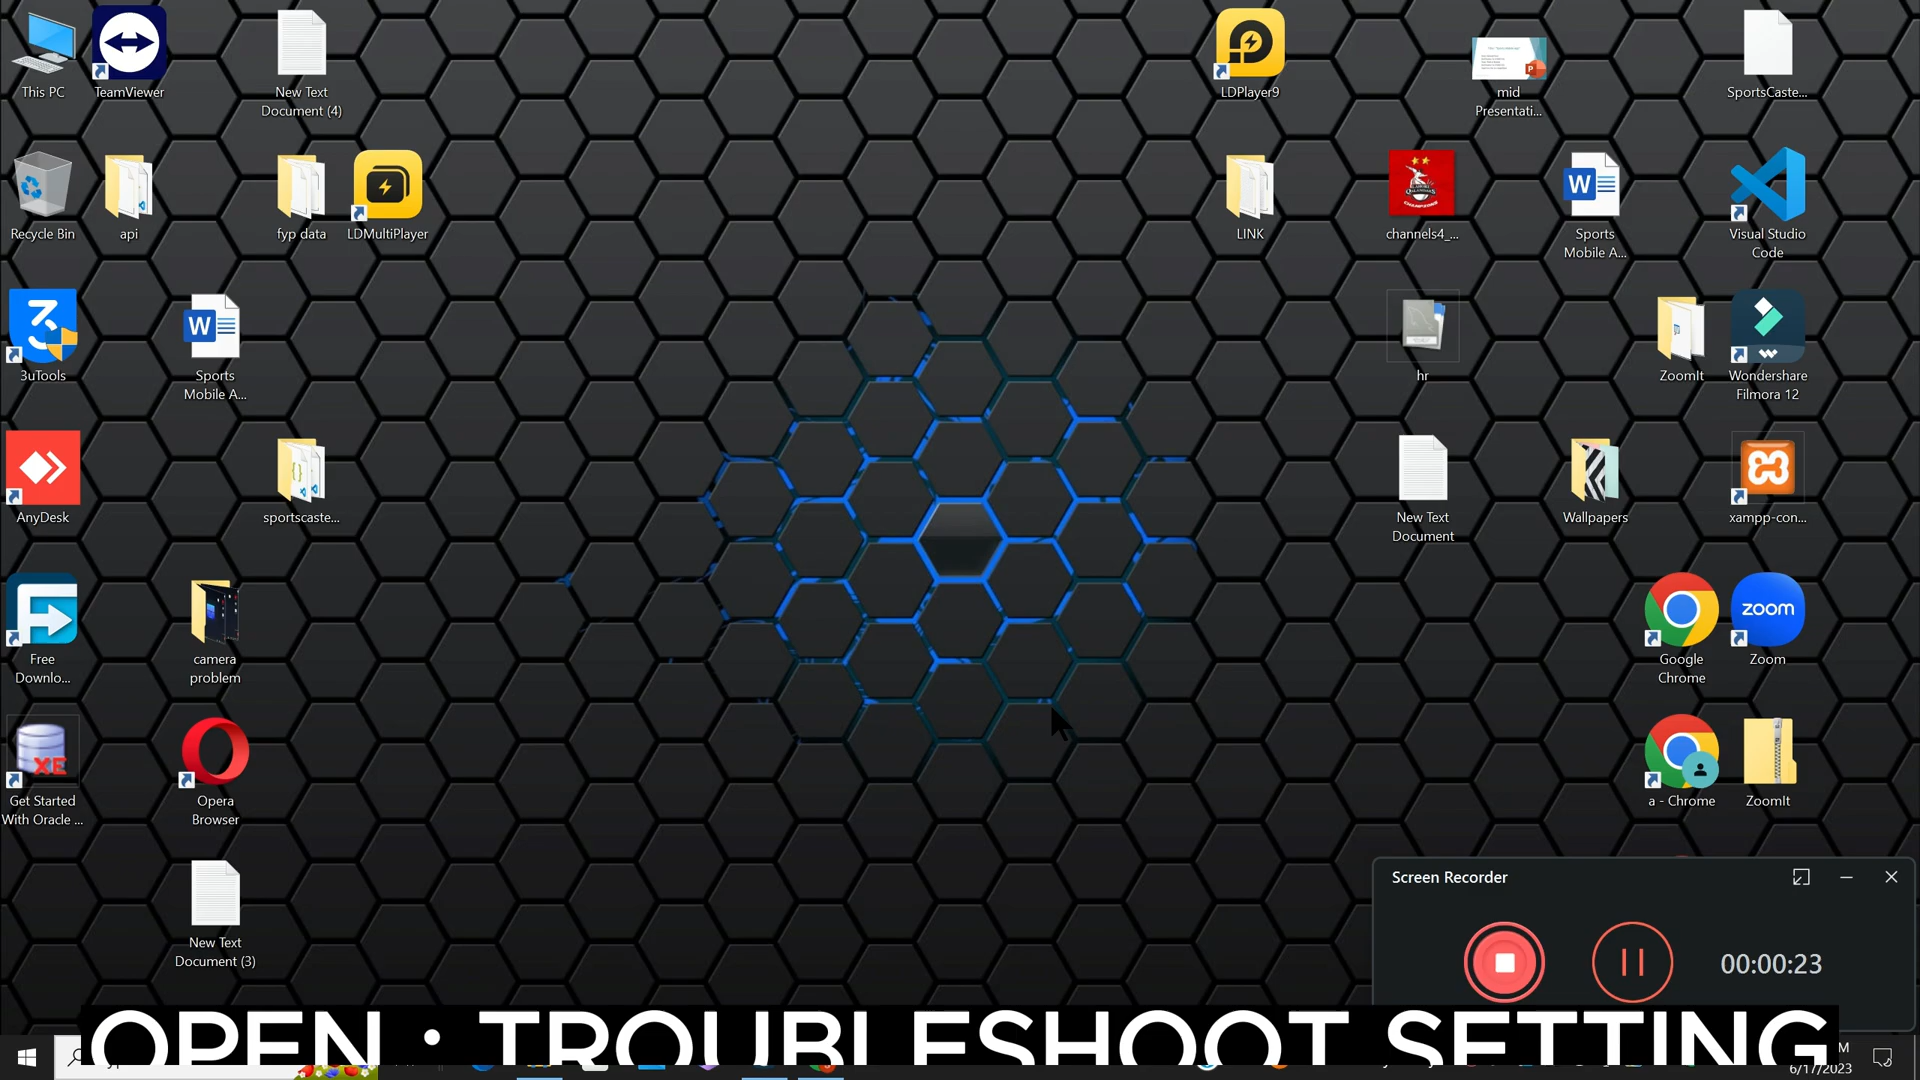 This PC
TeamViewer
New Text
Document (4)
LDPlayer9
mid
Presentati...
SportsCaste...
Recycle Bin
api
fyp data
LDMultiPlayer
LINK
channels4_...
Sports
Mobile A...
Visual Studio
Code
3uTools
Sports
Mobile A...
hr
ZoomIt
Wondershare
Filmora 12
AnyDesk
sportscaste...
New Text
Document
Wallpapers
xampp-con...
Free
Downlo...
camera
problem
Google
Chrome
zoom
Zoom
XE
Get Started
With Oracle ...
Opera
Browser
a - Chrome
ZoomIt
New Text
Document (3)
Screen Recorder
00:00:23
OPEN : TROUBLESHOOT SETTING
6/17/2023